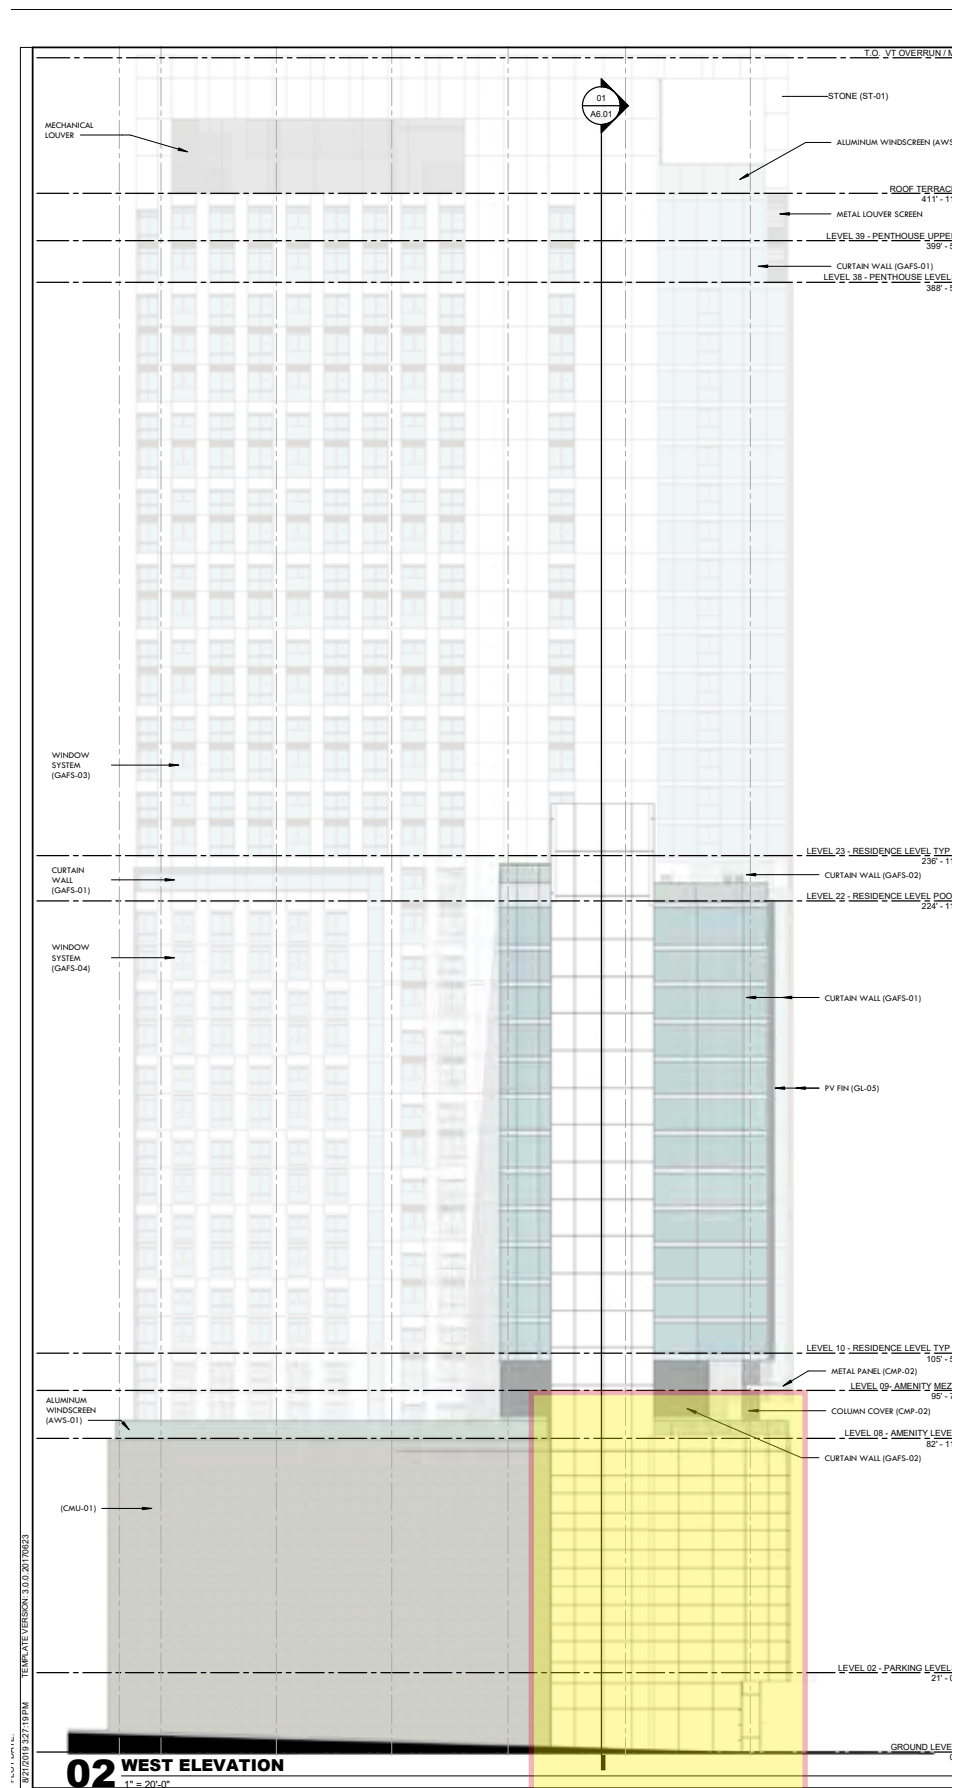 T.O. VT OVERRUN / M
01
A6.01
STONE (ST-01)
MECHANICAL
LOUVER
ALUMINUM WINDSCREEN (AWS
ROOF TERRAC
411' - 1
METAL LOUVER SCREEN
LEVEL 39 - PENTHOUSE UPPE
399' - 5
CURTAIN WALL (GAFS-01)
LEVEL 38 - PENTHOUSE LEVEL
388' - 5
WINDOW
SYSTEM
(GAFS-03)
LEVEL 23 - RESIDENCE LEVEL TYP
236' - 1
CURTAIN
WALL
(GAFS-01)
CURTAIN WALL (GAFS-02)
LEVEL 22 - RESIDENCE LEVEL POO
224' - 1
WINDOW
SYSTEM
(GAFS-04)
CURTAIN WALL (GAFS-01)
PV FIN (GL-05)
LEVEL 10 - RESIDENCE LEVEL TYP
105' - 5
METAL PANEL (CMP-02)
LEVEL 09- AMENITY MEZ
95' - 7
ALUMINUM
WINDSCREEN
(AWS-01)
COLUMN COVER (CMP-02)
LEVEL 08 - AMENITY LEVE
82' - 1
CURTAIN WALL (GAFS-02)
(CMU-01)
LEVEL 02 - PARKING LEVEL
21' - 0
GROUND LEVE
02 WEST ELEVATION
1" = 20'-0"
8/21/2019 3:27:19 PM TEMPLATE VERSION: 3.0.0.20170623